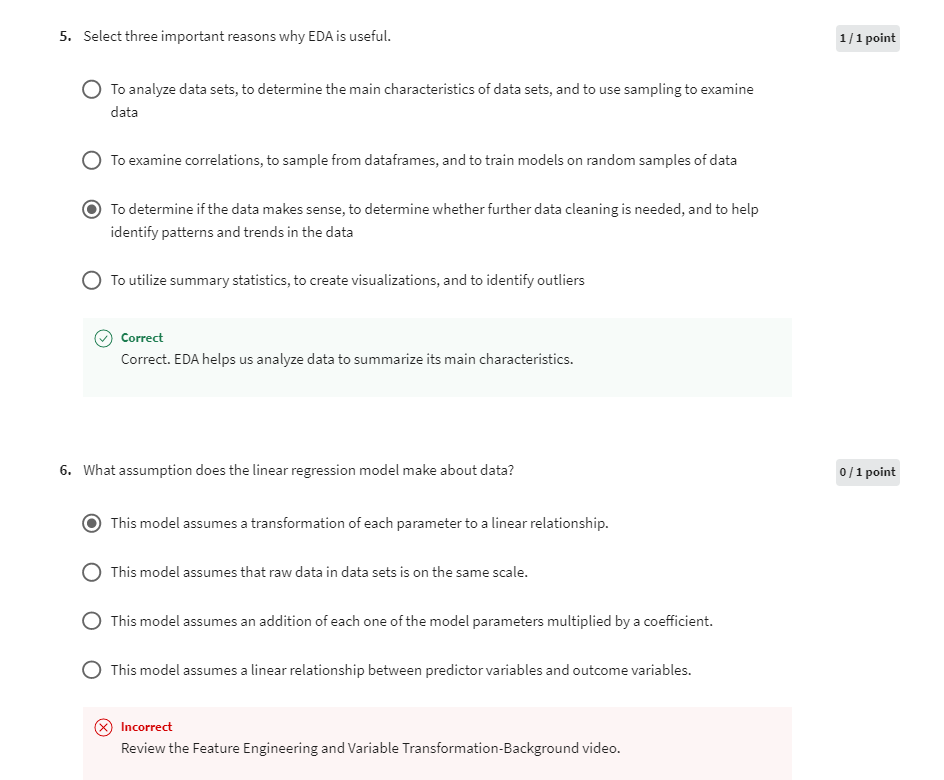 5. Select three important reasons why EDA is useful.
1 / 1 point
To analyze data sets, to determine the main characteristics of data sets, and to use sampling to examine
data
To examine correlations, to sample from dataframes, and to train models on random samples of data
To determine if the data makes sense, to determine whether further data cleaning is needed, and to help
identify patterns and trends in the data
To utilize summary statistics, to create visualizations, and to identify outliers
Correct
Correct. EDA helps us analyze data to summarize its main characteristics.
6. What assumption does the linear regression model make about data?
0 / 1 point
This model assumes a transformation of each parameter to a linear relationship.
This model assumes that raw data in data sets is on the same scale.
This model assumes an addition of each one of the model parameters multiplied by a coefficient.
This model assumes a linear relationship between predictor variables and outcome variables.
Incorrect
Review the Feature Engineering and Variable Transformation-Background video.